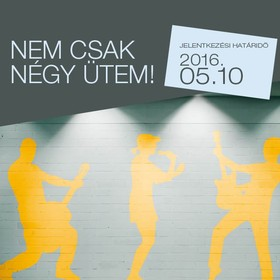 NEM CSAK
NÉGY ÜTEM!
JELENTKEZÉSI HATÁRIDŐ
2016.
05.10